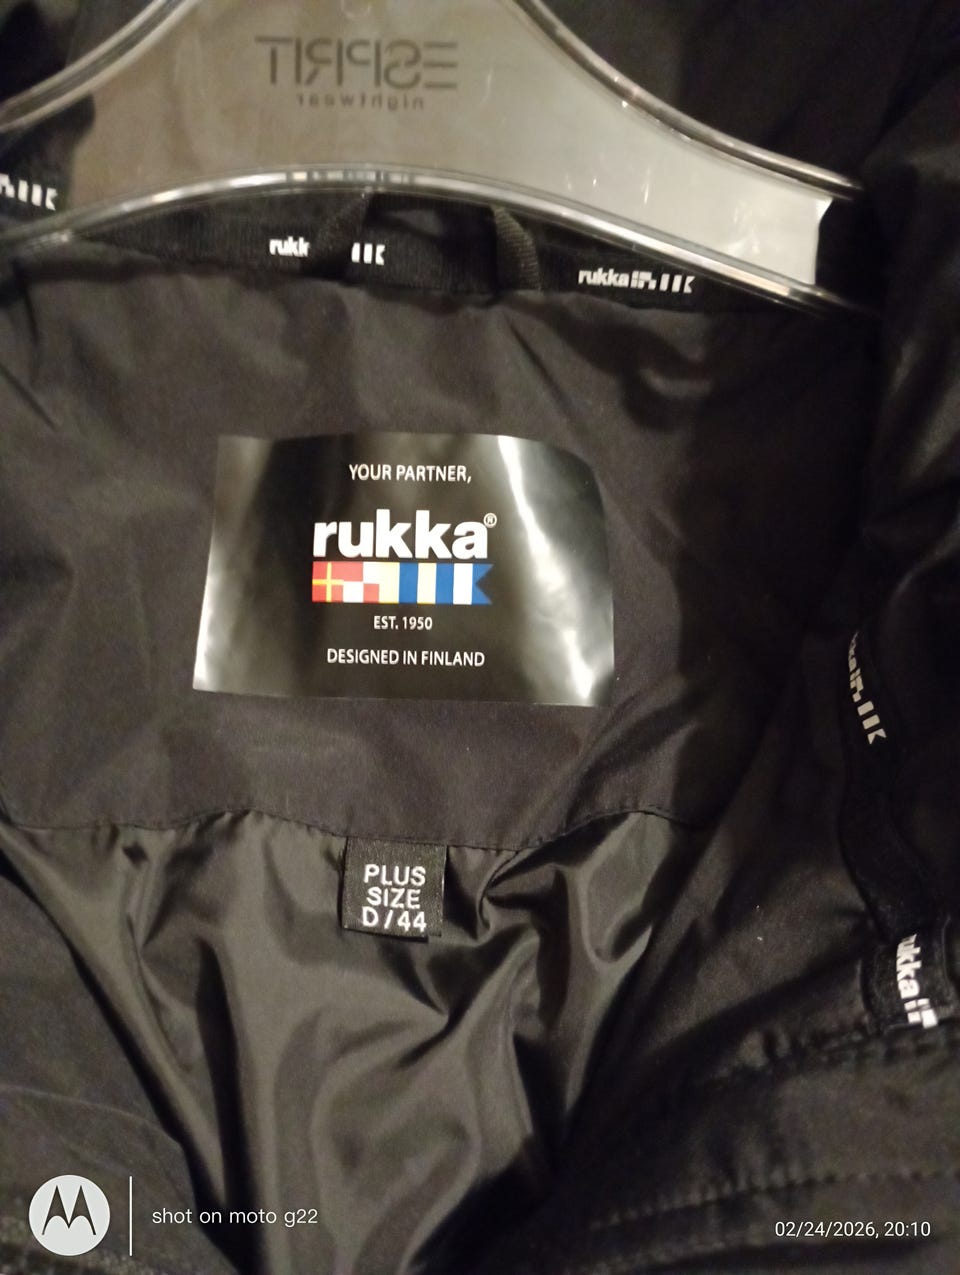 ESPRIT
nightwear
rukk
rukka
YOUR PARTNER,
rukka®
EST. 1950
DESIGNED IN FINLAND
PLUS
SIZE
D/44
rukka
shot on moto g22
02/24/2026, 20:10